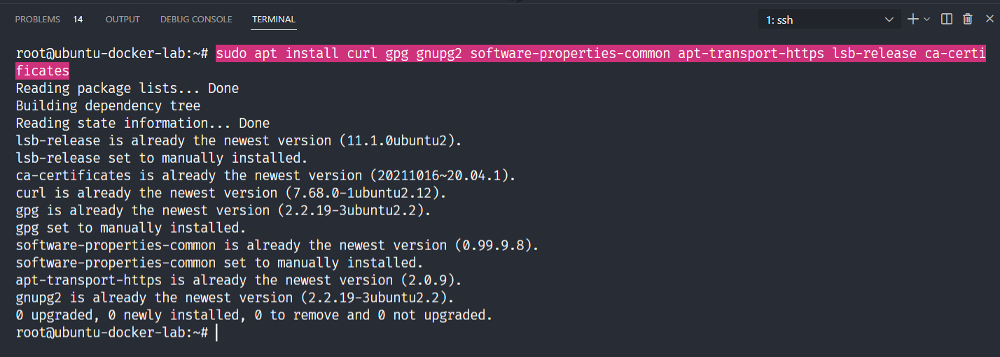 PROBLEMS 14 OUTPUT DEBUG CONSOLE TERMINAL 1: ssh
root@ubuntu-docker-lab:~# sudo apt install curl gpg gnupg2 software-properties-common apt-transport-https lsb-release ca-certi
ficates
Reading package lists... Done
Building dependency tree
Reading state information... Done
lsb-release is already the newest version (11.1.0ubuntu2).
lsb-release set to manually installed.
ca-certificates is already the newest version (20211016~20.04.1).
curl is already the newest version (7.68.0-1ubuntu2.12).
gpg is already the newest version (2.2.19-3ubuntu2.2).
gpg set to manually installed.
software-properties-common is already the newest version (0.99.9.8).
software-properties-common set to manually installed.
apt-transport-https is already the newest version (2.0.9).
gnupg2 is already the newest version (2.2.19-3ubuntu2.2).
0 upgraded, 0 newly installed, 0 to remove and 0 not upgraded.
root@ubuntu-docker-lab:~#